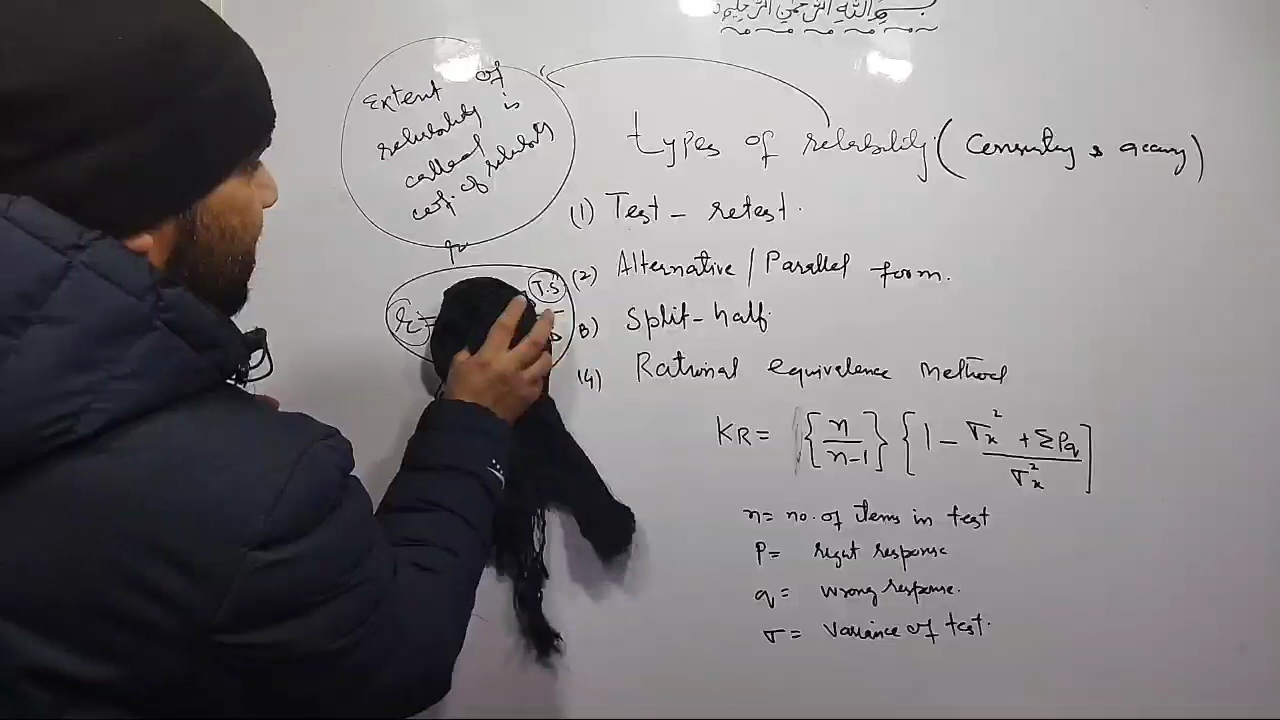 بسم الله الرحمن الرحيم
Extent of
reliability is
called
coef. of reliability
types of reliability (Consistency & accuracy)
(1) Test - retest.
(2) Alternative / Parallel form.
(3) Split-half.
(4) Rational equivalence Method
T.S
r =
KR = {n/n-1} {1 - σx² + Σpq/σx²]
n = no. of items in test
P = right response
q = wrong response.
σ = Variance of test.